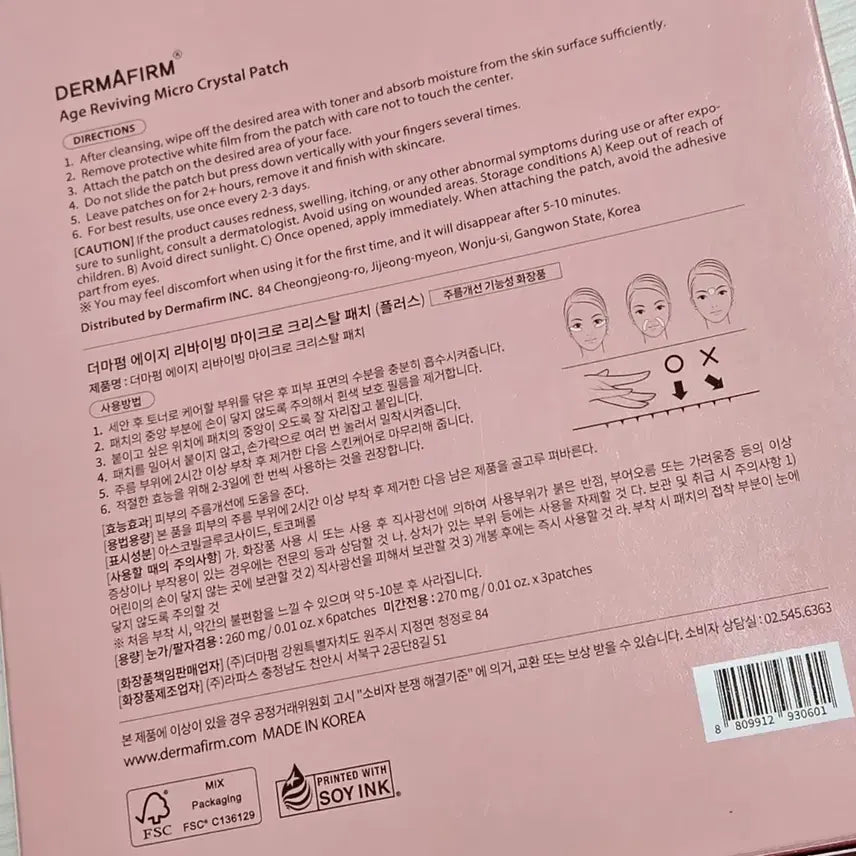 DERMAFIRM®
Age Reviving Micro Crystal Patch
DIRECTIONS
1. After cleansing, wipe off the desired area with toner and absorb moisture from the skin surface sufficiently.
2. Remove protective white film from the patch with care not to touch the center.
3. Attach the patch on the desired area of your face.
4. Do not slide the patch but press down vertically with your fingers several times.
5. Leave patches on for 2+ hours, remove it and finish with skincare.
6. For best results, use once every 2-3 days.
[CAUTION] If the product causes redness, swelling, itching, or any other abnormal symptoms during use or after expo-
sure to sunlight, consult a dermatologist. Avoid using on wounded areas. Storage conditions A) Keep out of reach of
children. B) Avoid direct sunlight. C) Once opened, apply immediately. When attaching the patch, avoid the adhesive
part from eyes.
※ You may feel discomfort when using it for the first time, and it will disappear after 5-10 minutes.
Distributed by Dermafirm INC. 84 Cheongjeong-ro, Jijeong-myeon, Wonju-si, Gangwon State, Korea
더마펌 에이지 리바이빙 마이크로 크리스탈 패치 (플러스) 주름개선 기능성 화장품
제품명 : 더마펌 에이지 리바이빙 마이크로 크리스탈 패치
사용방법
1. 세안 후 토너로 케어할 부위를 닦은 후 피부 표면의 수분을 충분히 흡수시켜줍니다.
2. 패치의 중앙 부분에 손이 닿지 않도록 주의해서 흰색 보호 필름을 제거합니다.
3. 붙이고 싶은 위치에 패치의 중앙이 오도록 잘 자리잡고 붙입니다.
4. 패치를 밀어서 붙이지 않고, 손가락으로 여러 번 눌러서 밀착시켜줍니다.
5. 주름 부위에 2시간 이상 부착 후 제거한 다음 스킨케어로 마무리해 줍니다.
6. 적절한 효능을 위해 2-3일에 한 번씩 사용하는 것을 권장합니다.
[효능효과] 피부의 주름개선에 도움을 준다.
[용법용량] 본 품을 피부의 주름 부위에 2시간 이상 부착 후 제거한 다음 남은 제품을 골고루 펴바른다.
[표시성분] 아스코빌글루코사이드, 토코페롤
[사용할 때의 주의사항] 가. 화장품 사용 시 또는 사용 후 직사광선에 의하여 사용부위가 붉은 반점, 부어오름 또는 가려움증 등의 이상
증상이나 부작용이 있는 경우에는 전문의 등과 상담할 것 나. 상처가 있는 부위 등에는 사용을 자제할 것 다. 보관 및 취급 시 주의사항 1)
어린이의 손이 닿지 않는 곳에 보관할 것 2) 직사광선을 피해서 보관할 것 3) 개봉 후에는 즉시 사용할 것 라. 부착 시 패치의 접착 부분이 눈에
닿지 않도록 주의할 것
※ 처음 부착 시, 약간의 불편함을 느낄 수 있으며 약 5-10분 후 사라집니다.
[용량] 눈가/팔자겸용 : 260 mg / 0.01 oz. x 6patches 미간전용 : 270 mg / 0.01 oz. x 3patches
[화장품책임판매업자] (주)더마펌 강원특별자치도 원주시 지정면 청정로 84
[화장품제조업자] (주)라파스 충청남도 천안시 서북구 2공단8길 51
본 제품에 이상이 있을 경우 공정거래위원회 고시 "소비자 분쟁 해결기준" 에 의거, 교환 또는 보상 받을 수 있습니다. 소비자 상담실 : 02.545.6363
www.dermafirm.com MADE IN KOREA
8 809912 930601
FSC
MIX
Packaging
FSC® C136129
PRINTED WITH
SOY INK®